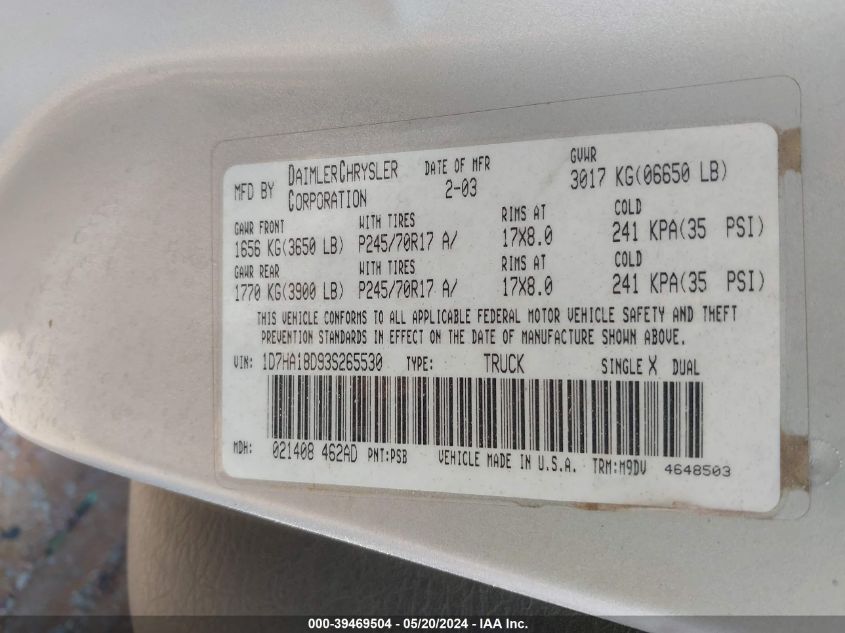 MFD BY DAIMLERCHRYSLER CORPORATION DATE OF MFR 2-03 GVWR 3017 KG(06650 LB)
GAWR FRONT WITH TIRES RIMS AT COLD
1656 KG(3650 LB) P245/70R17 A/ 17X8.0 241 KPA(35 PSI)
GAWR REAR WITH TIRES RIMS AT COLD
1770 KG(3900 LB) P245/70R17 A/ 17X8.0 241 KPA(35 PSI)
THIS VEHICLE CONFORMS TO ALL APPLICABLE FEDERAL MOTOR VEHICLE SAFETY AND THEFT
PREVENTION STANDARDS IN EFFECT ON THE DATE OF MANUFACTURE SHOWN ABOVE.
VIN: 1D7HA18D93S265530 TYPE: TRUCK SINGLE X DUAL
MDH: 021408 462AD PNT:PSB VEHICLE MADE IN U.S.A. TRM:M9DV 4648503
000-39469504 - 05/20/2024 - IAA Inc.